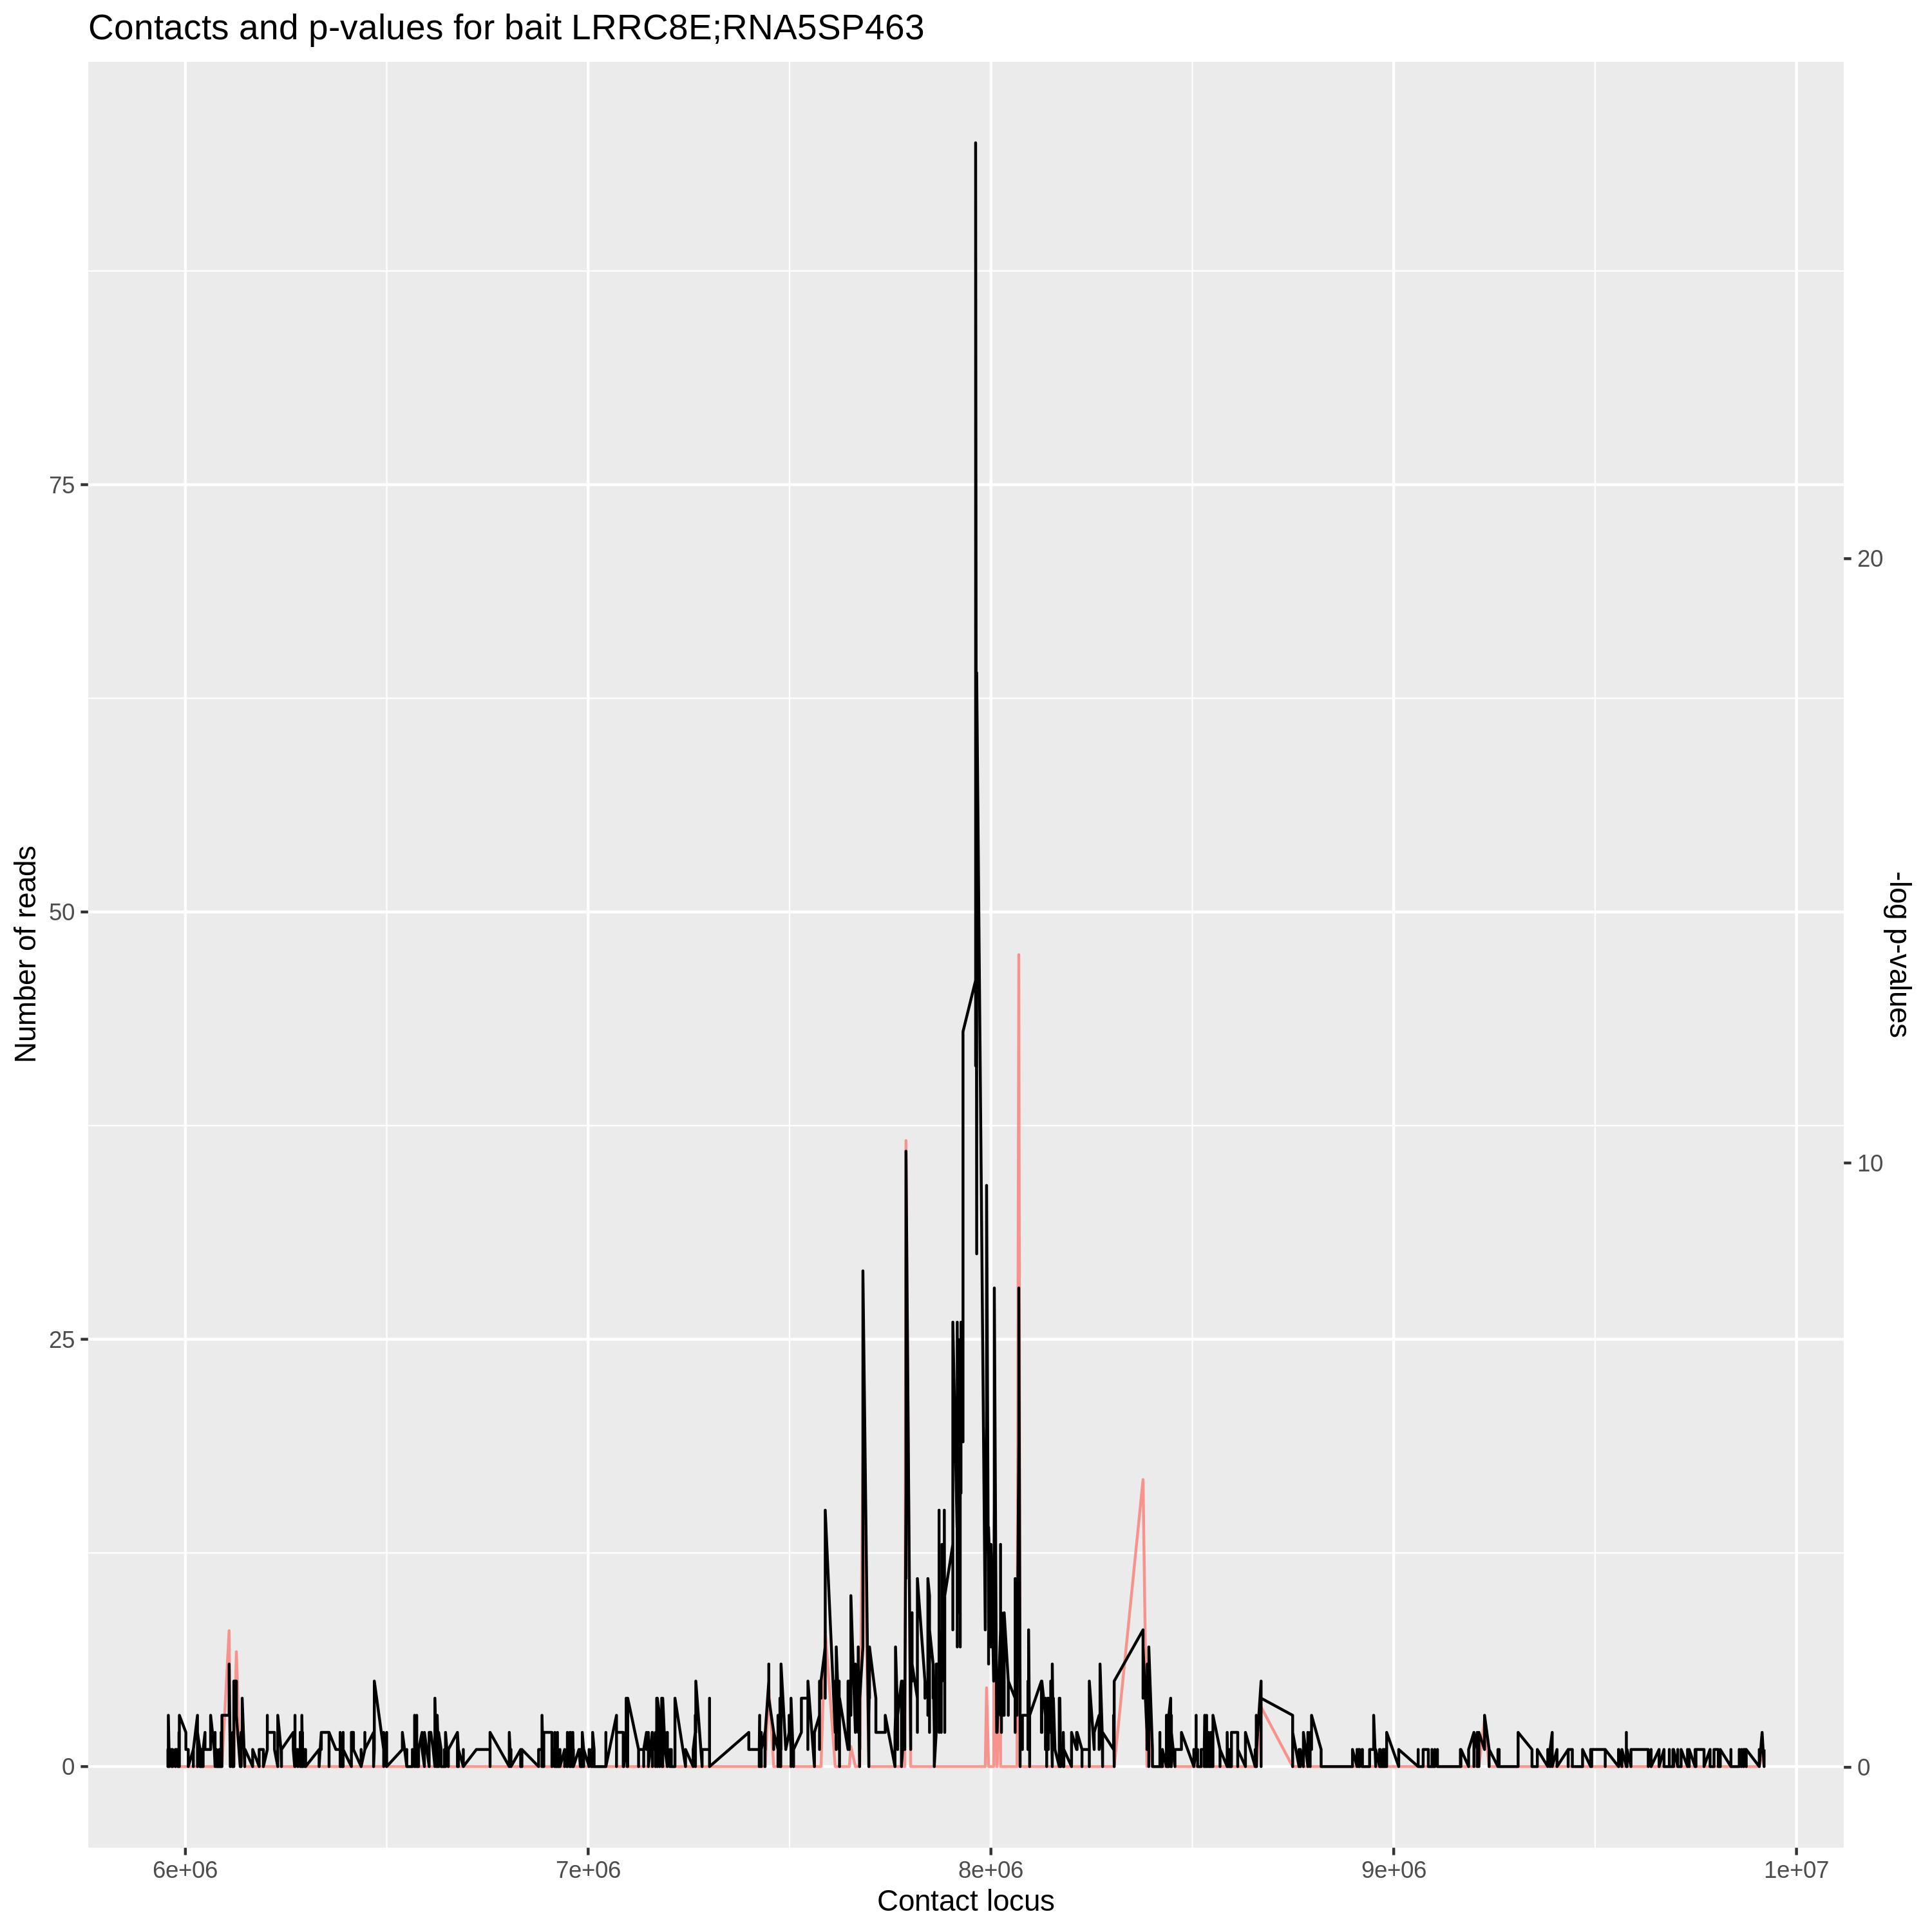 Contacts and p-values for bait LRRC8E;RNA5SP463
75
50
25
0
Number of reads
20
10
0
-log p-values
6e+06
7e+06
8e+06
9e+06
1e+07
Contact locus